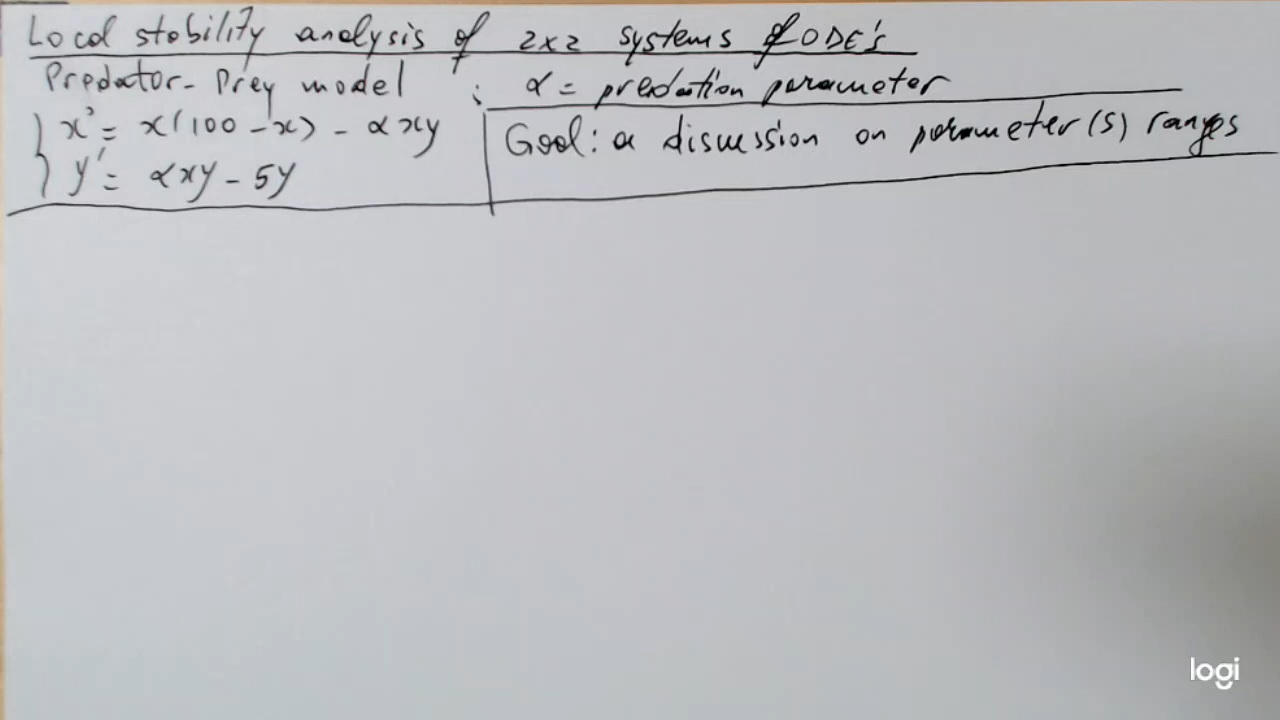 Local stability analysis of 2x2 systems of ODE's
Predator-Prey model ; α = predation parameter
x' = x(100 - x) - αxy
y' = αxy - 5y
Goal: a discussion on parameter(s) ranges
logi